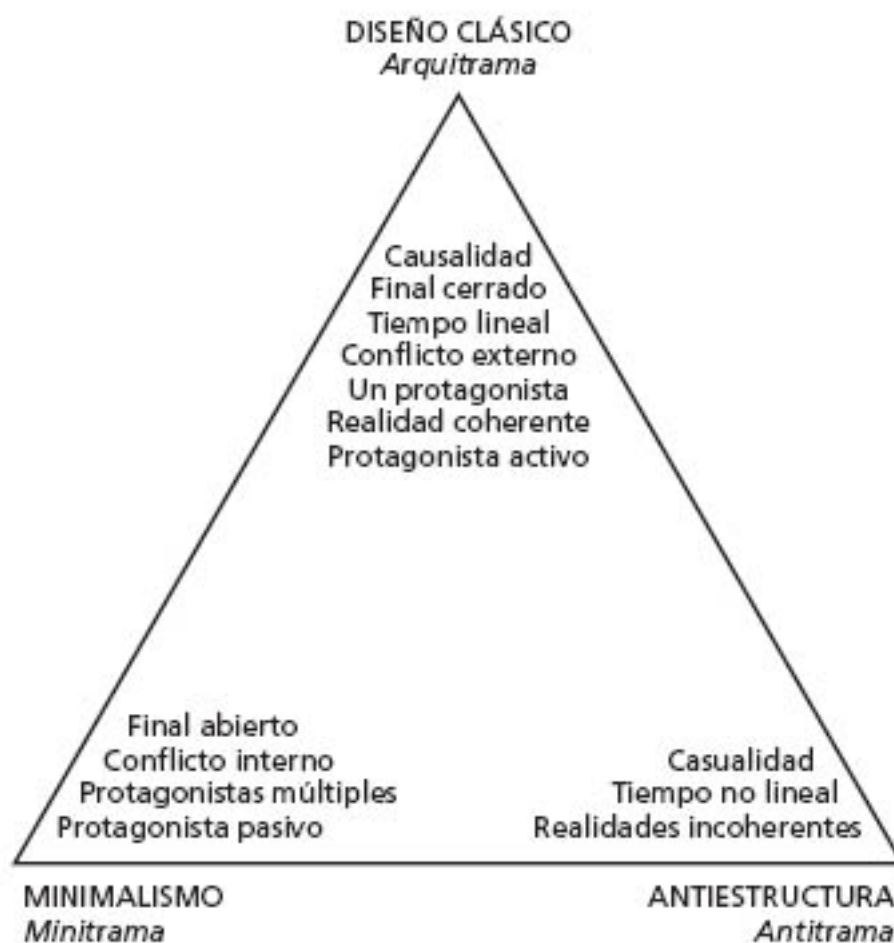 DISEÑO CLÁSICO
Arquitrama
Causalidad
Final cerrado
Tiempo lineal
Conflicto externo
Un protagonista
Realidad coherente
Protagonista activo
Final abierto
Conflicto interno
Protagonistas múltiples
Protagonista pasivo
Casualidad
Tiempo no lineal
Realidades incoherentes
MINIMALISMO
Minitrama
ANTIESTRUCTURA
Antitrama